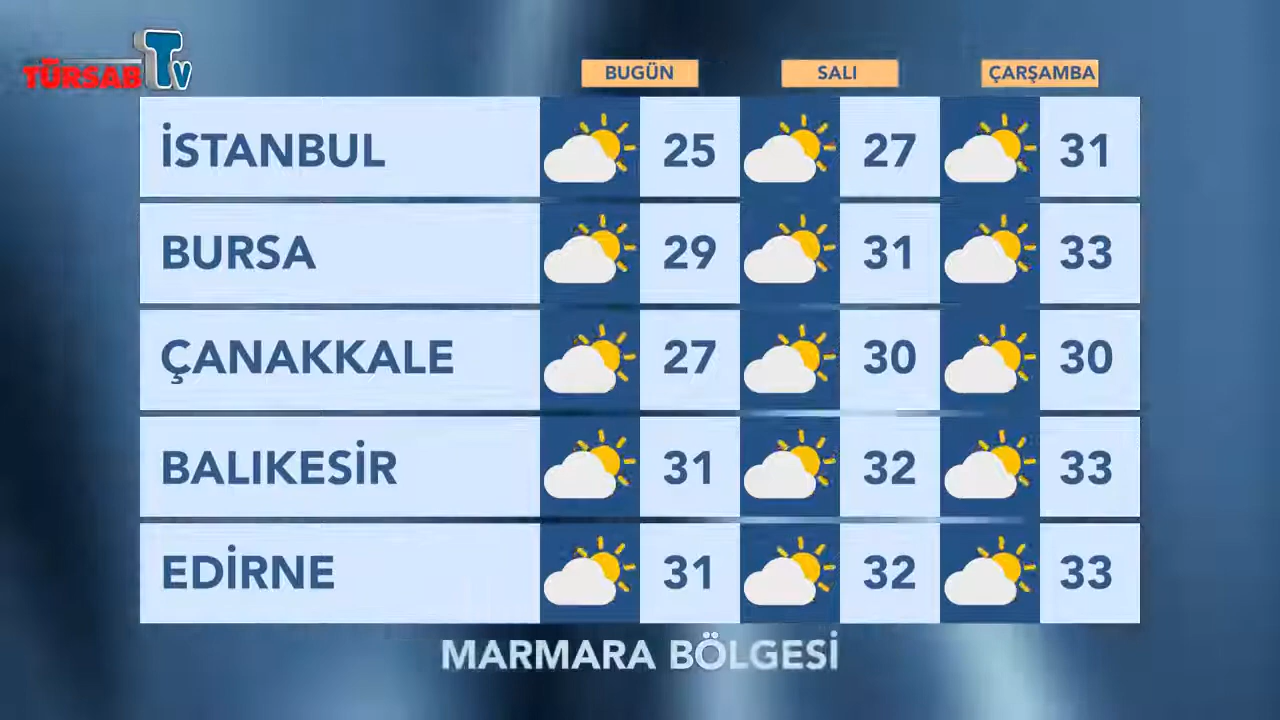 TÜRSAB TV
BUGÜN SALI ÇARŞAMBA
İSTANBUL 25 27 31
BURSA 29 31 33
ÇANAKKALE 27 30 30
BALIKESİR 31 32 33
EDİRNE 31 32 33
MARMARA BÖLGESİ